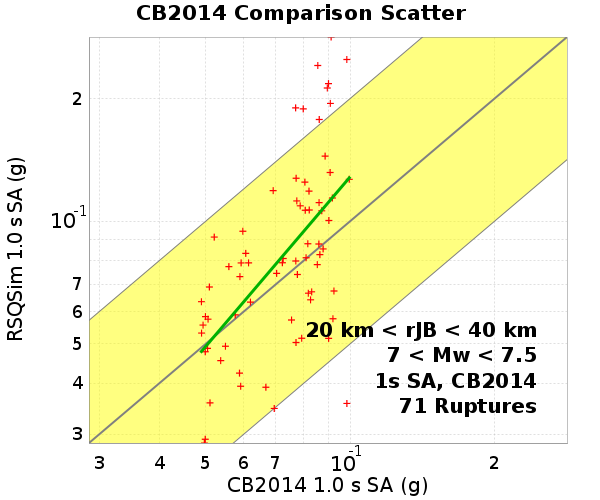 CB2014 Comparison Scatter
RSQSim 1.0 s SA (g)
2
10-1
7
6
5
4
3
20 km < rJB < 40 km
7 < Mw < 7.5
1s SA, CB2014
71 Ruptures
3 4 5 6 7 10-1 2
CB2014 1.0 s SA (g)